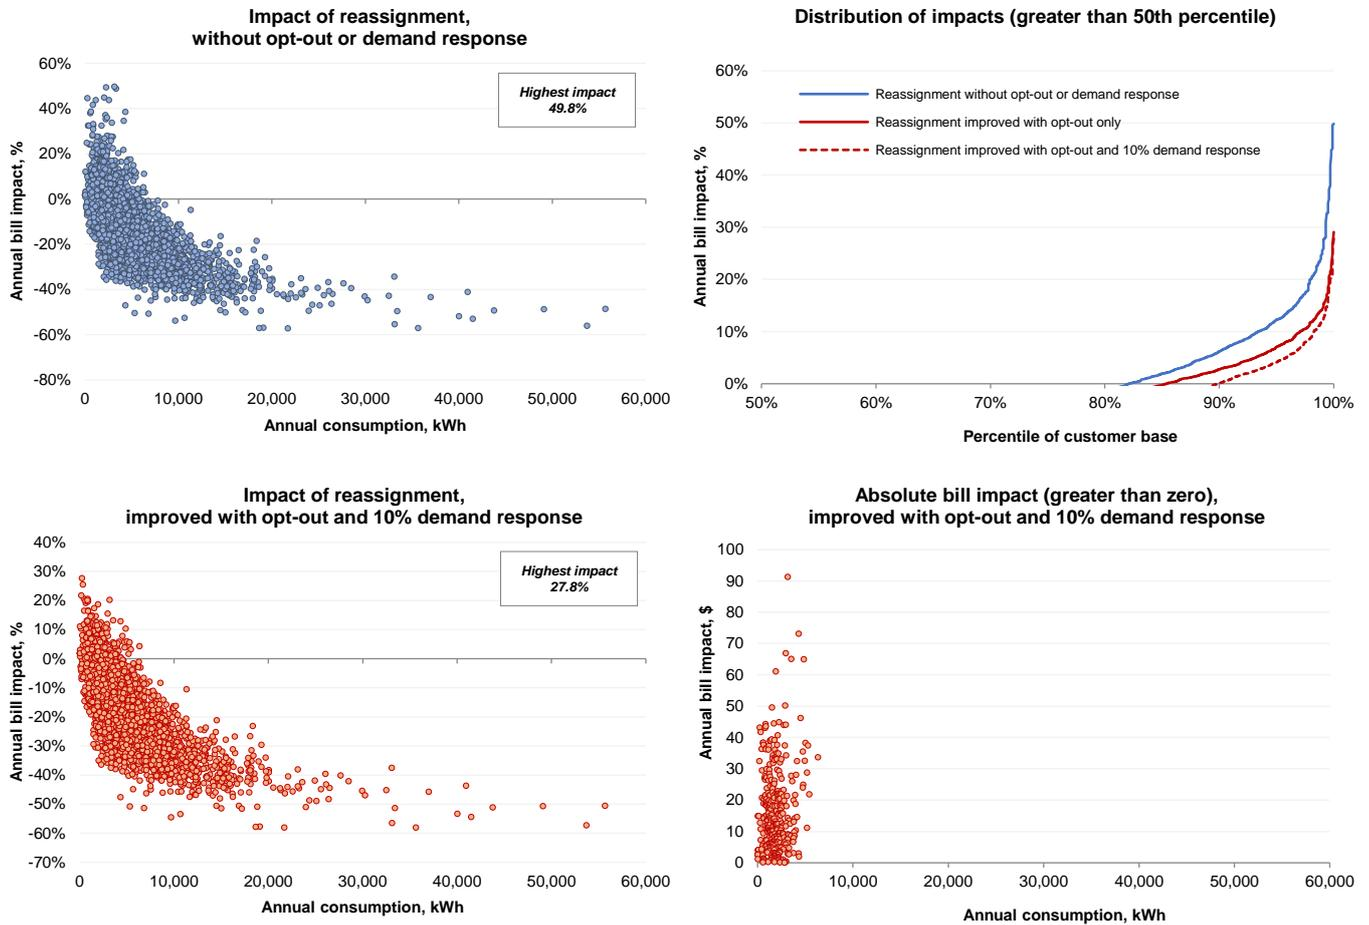 Impact of reassignment,
without opt-out or demand response
60%
40%
20%
0%
-20%
-40%
-60%
-80%
Annual bill impact, %
Highest impact
49.8%
0 10,000 20,000 30,000 40,000 50,000 60,000
Annual consumption, kWh
Distribution of impacts (greater than 50th percentile)
60%
50%
40%
30%
20%
10%
0%
Annual bill impact, %
Reassignment without opt-out or demand response
Reassignment improved with opt-out only
Reassignment improved with opt-out and 10% demand response
50% 60% 70% 80% 90% 100%
Percentile of customer base
Impact of reassignment,
improved with opt-out and 10% demand response
40%
30%
20%
10%
0%
-10%
-20%
-30%
-40%
-50%
-60%
-70%
Annual bill impact, %
Highest impact
27.8%
0 10,000 20,000 30,000 40,000 50,000 60,000
Annual consumption, kWh
Absolute bill impact (greater than zero),
improved with opt-out and 10% demand response
100
90
80
70
60
50
40
30
20
10
0
Annual bill impact, $
0 10,000 20,000 30,000 40,000 50,000 60,000
Annual consumption, kWh